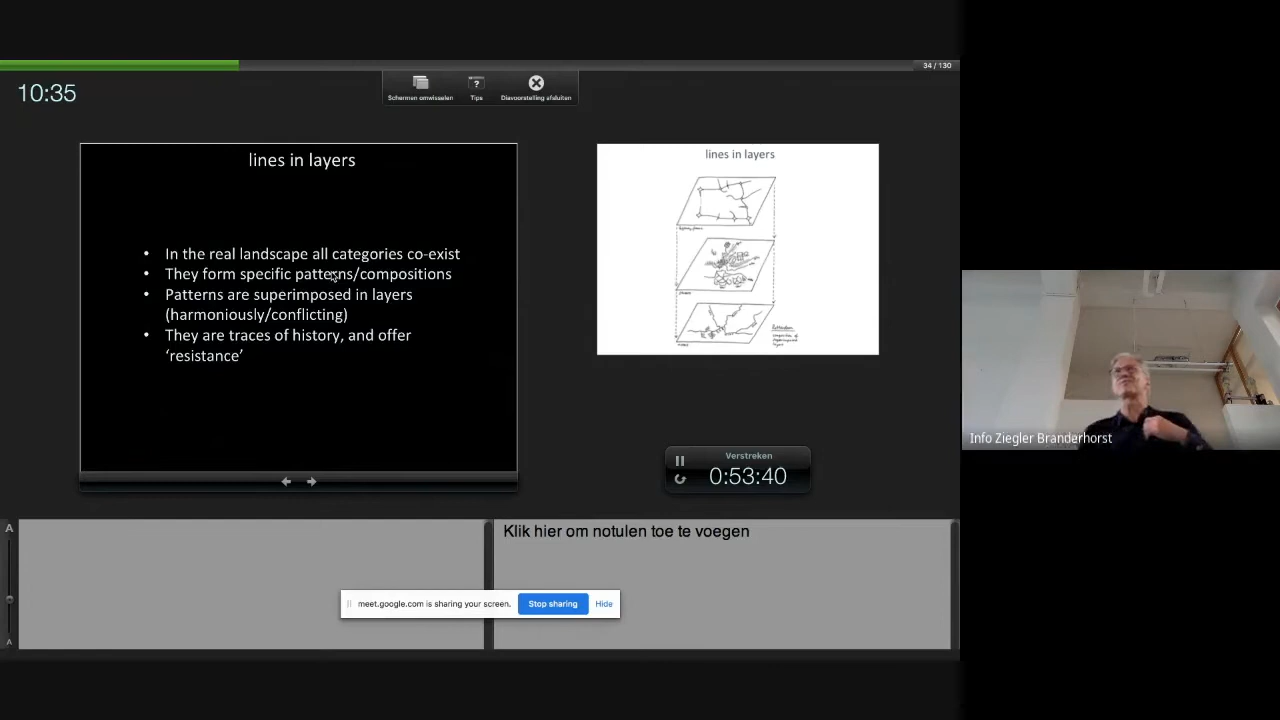 34 / 130
10:35
Schermen omwisselen
Tips
Diavoorstelling afsluiten
lines in layers
• In the real landscape all categories co-exist
• They form specific patterns/compositions
• Patterns are superimposed in layers
(harmoniously/conflicting)
• They are traces of history, and offer
‘resistance’
lines in layers
Verstreken
0:53:40
Info Ziegler Branderhorst
A
A
Klik hier om notulen toe te voegen
meet.google.com is sharing your screen.
Stop sharing
Hide